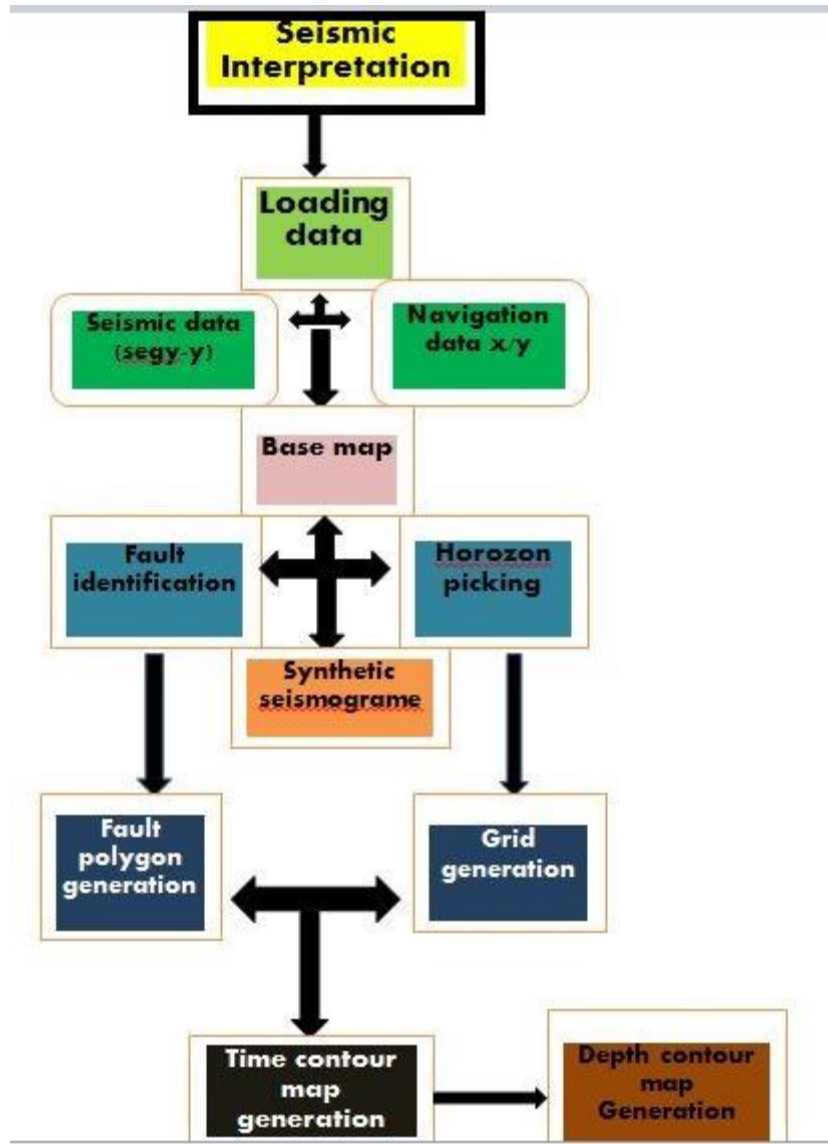 Seismic
Interpretation
Loading
data
Seismic data
(segy-y)
Navigation
data x/y
Base map
Fault
identification
Horozon
picking
Synthetic
seismograme
Fault
polygon
generation
Grid
generation
Time contour
map
generation
Depth contour
map
Generation